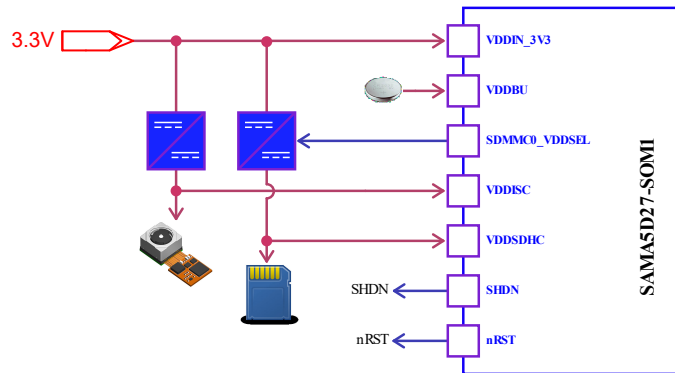 3.3V
VDDIN_3V3
VDDBU
SDMMC0_VDDSEL
VDDISC
VDDSDHC
SHDN
SHDN
nRST
nRST
SAMA5D27-SOM1